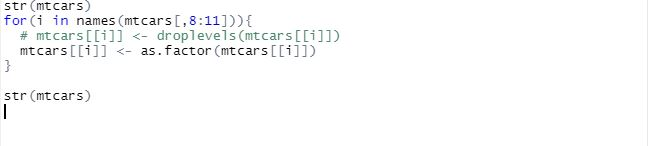 str(mtcars)
for(i in names(mtcars[,8:11])){
  # mtcars[[i]] <- droplevels(mtcars[[i]])
  mtcars[[i]] <- as.factor(mtcars[[i]])
}
str(mtcars)